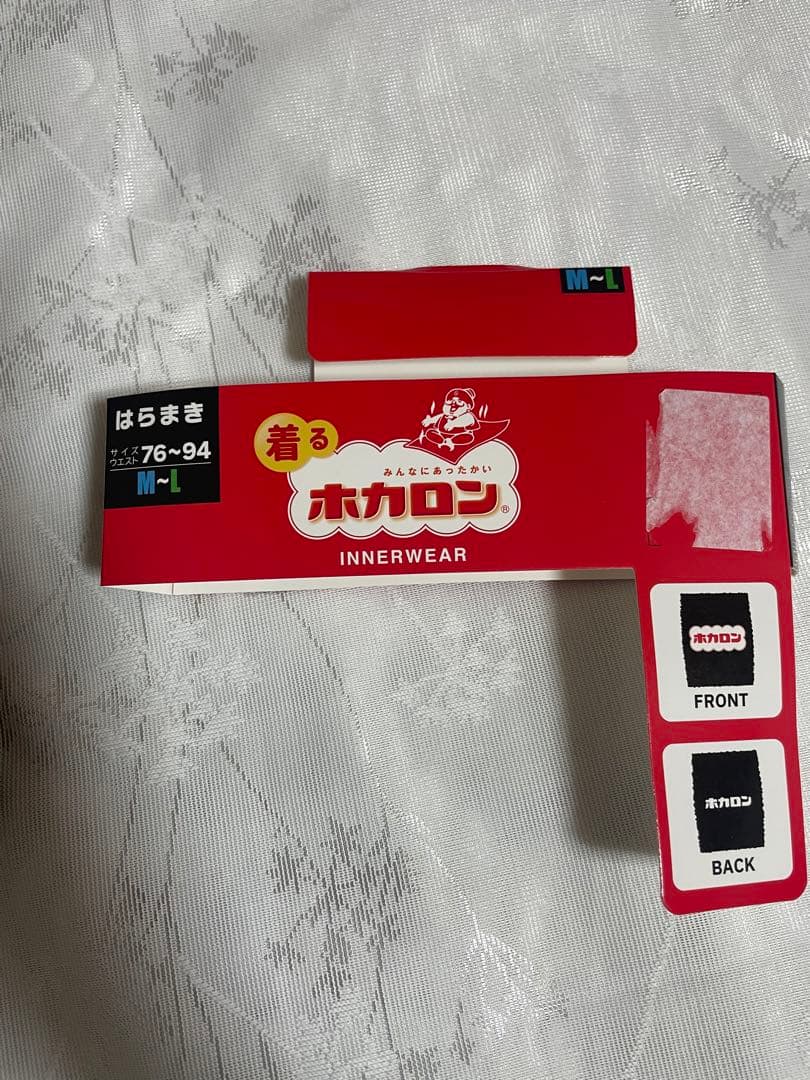 M~L
はらまき
サイズ
ウエスト 76~94
M~L
着る
みんなにあったかい
ホカロン®
INNERWEAR
ホカロン
FRONT
ホカロン
BACK